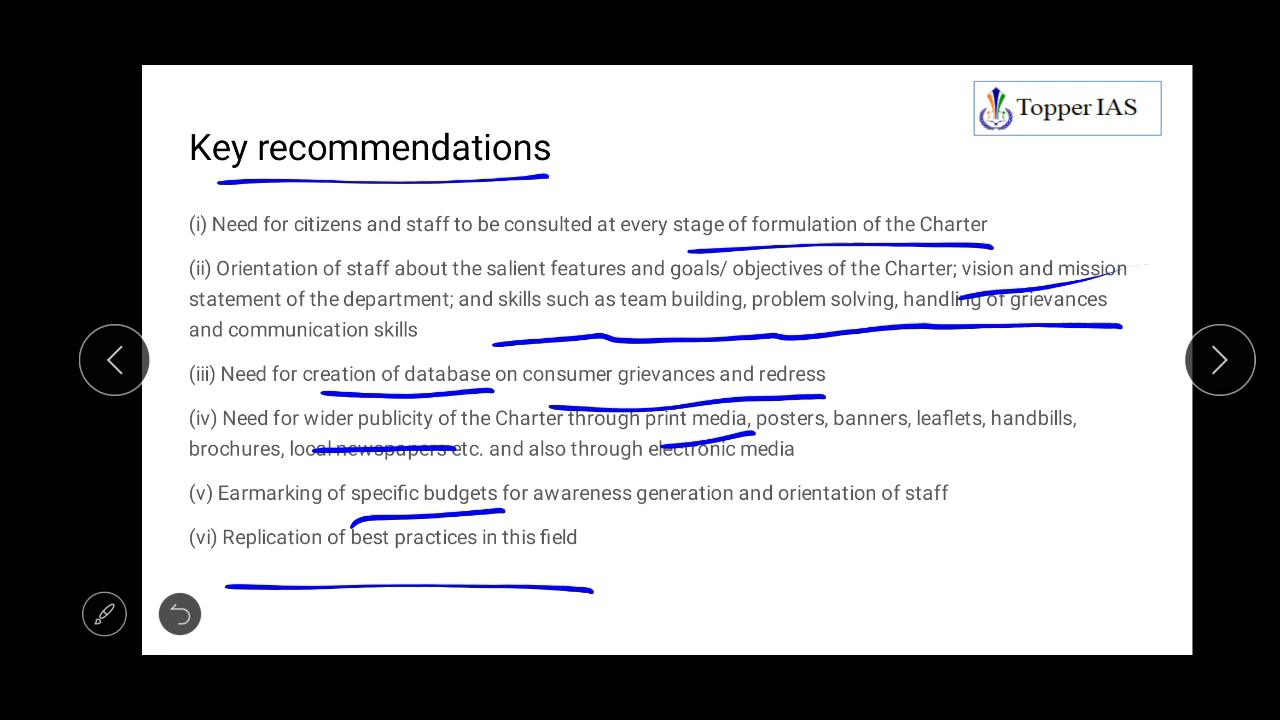 Topper IAS
Key recommendations
(i) Need for citizens and staff to be consulted at every stage of formulation of the Charter
(ii) Orientation of staff about the salient features and goals/ objectives of the Charter; vision and mission
statement of the department; and skills such as team building, problem solving, handling of grievances
and communication skills
(iii) Need for creation of database on consumer grievances and redress
(iv) Need for wider publicity of the Charter through print media, posters, banners, leaflets, handbills,
brochures, local newspapers etc. and also through electronic media
(v) Earmarking of specific budgets for awareness generation and orientation of staff
(vi) Replication of best practices in this field